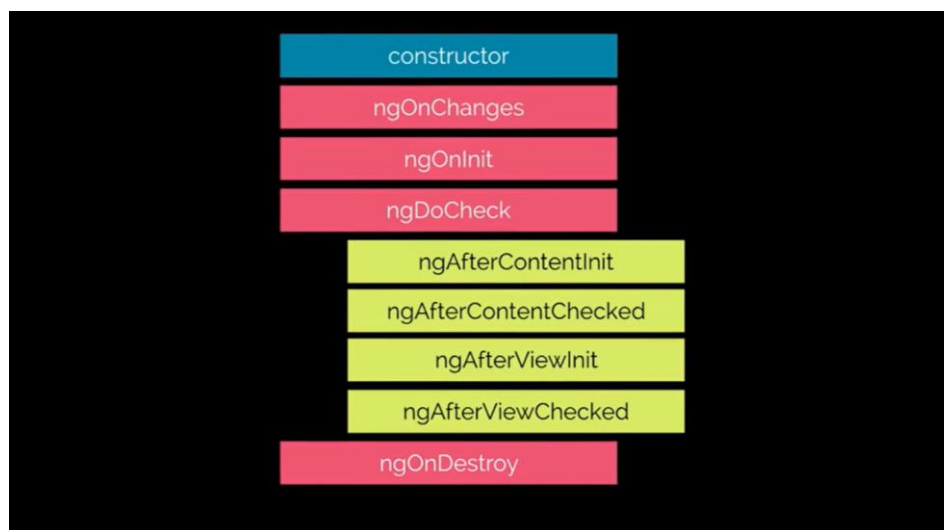 constructor
ngOnChanges
ngOnInit
ngDoCheck
ngAfterContentInit
ngAfterContentChecked
ngAfterViewInit
ngAfterViewChecked
ngOnDestroy